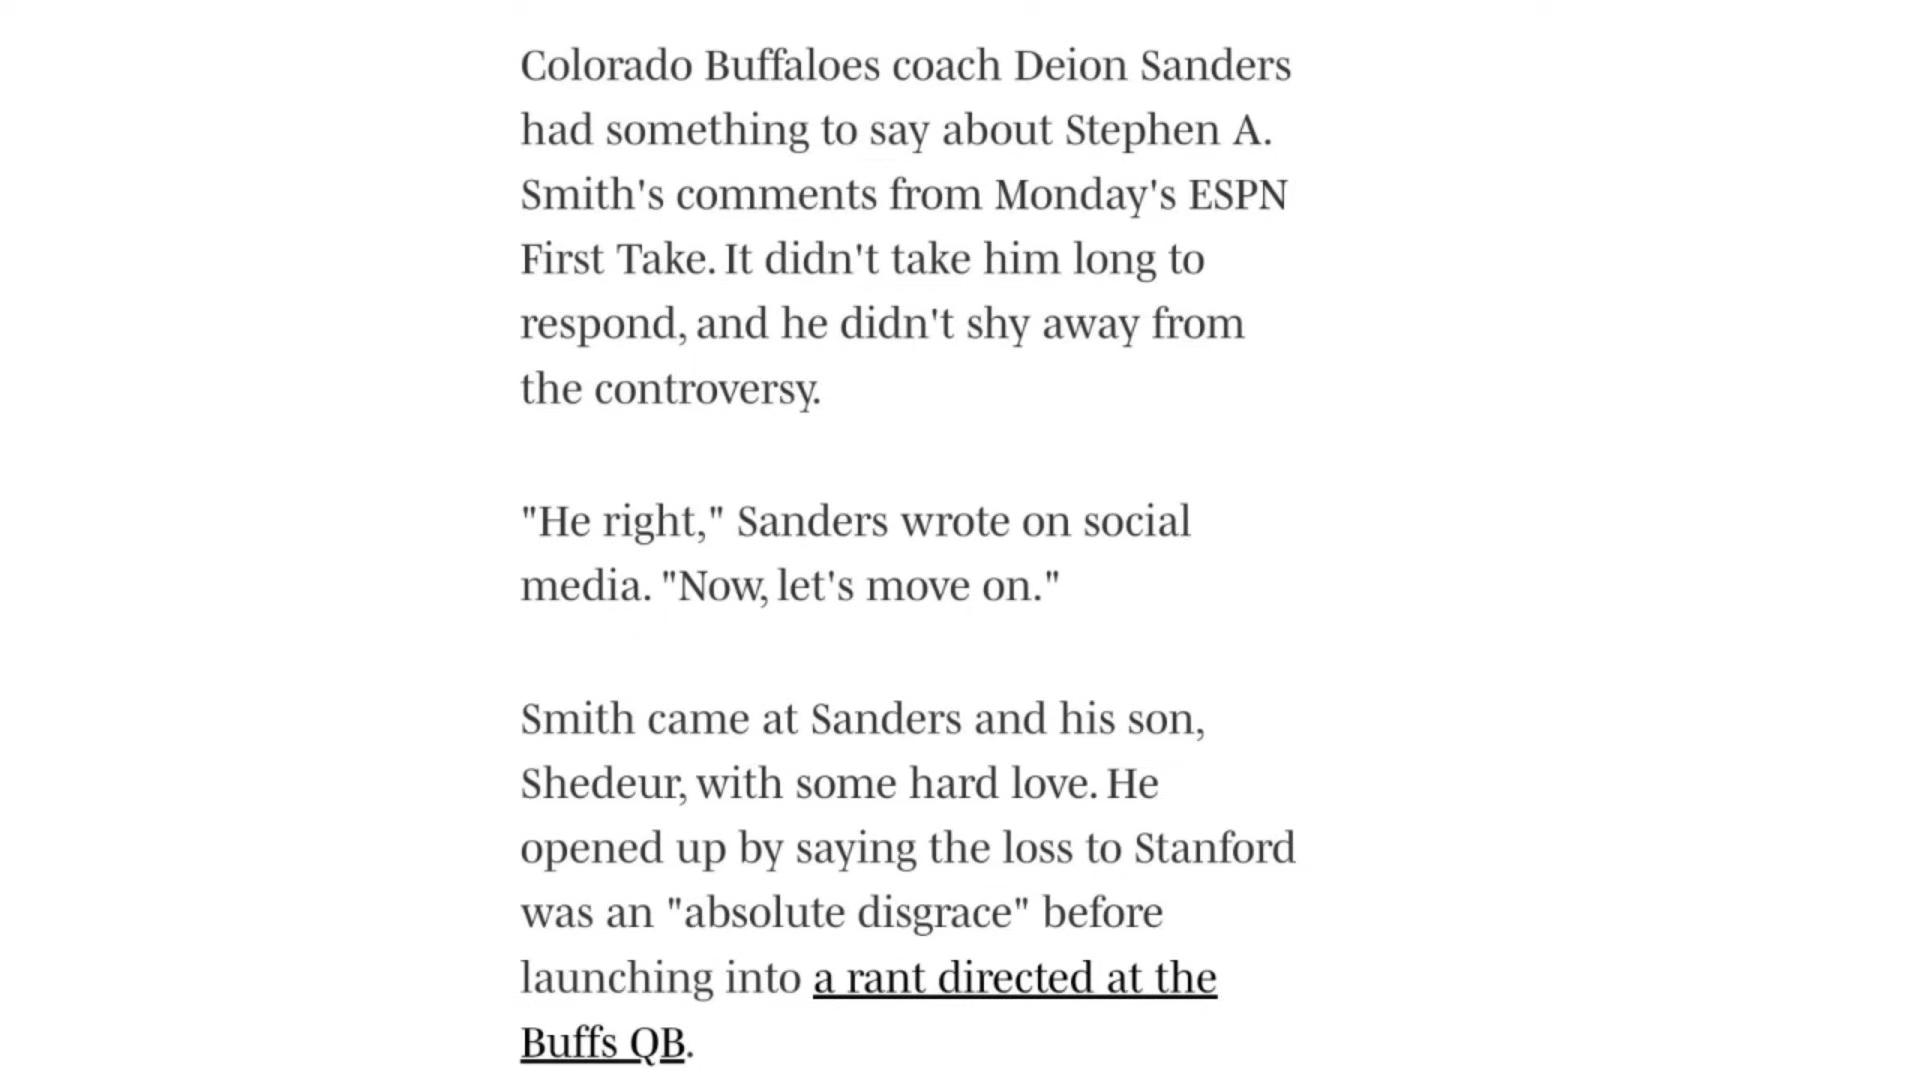 Colorado Buffaloes coach Deion Sanders
had something to say about Stephen A.
Smith's comments from Monday's ESPN
First Take. It didn't take him long to
respond, and he didn't shy away from
the controversy.
"He right," Sanders wrote on social
media. "Now, let's move on."
Smith came at Sanders and his son,
Shedeur, with some hard love. He
opened up by saying the loss to Stanford
was an "absolute disgrace" before
launching into a rant directed at the
Buffs QB.